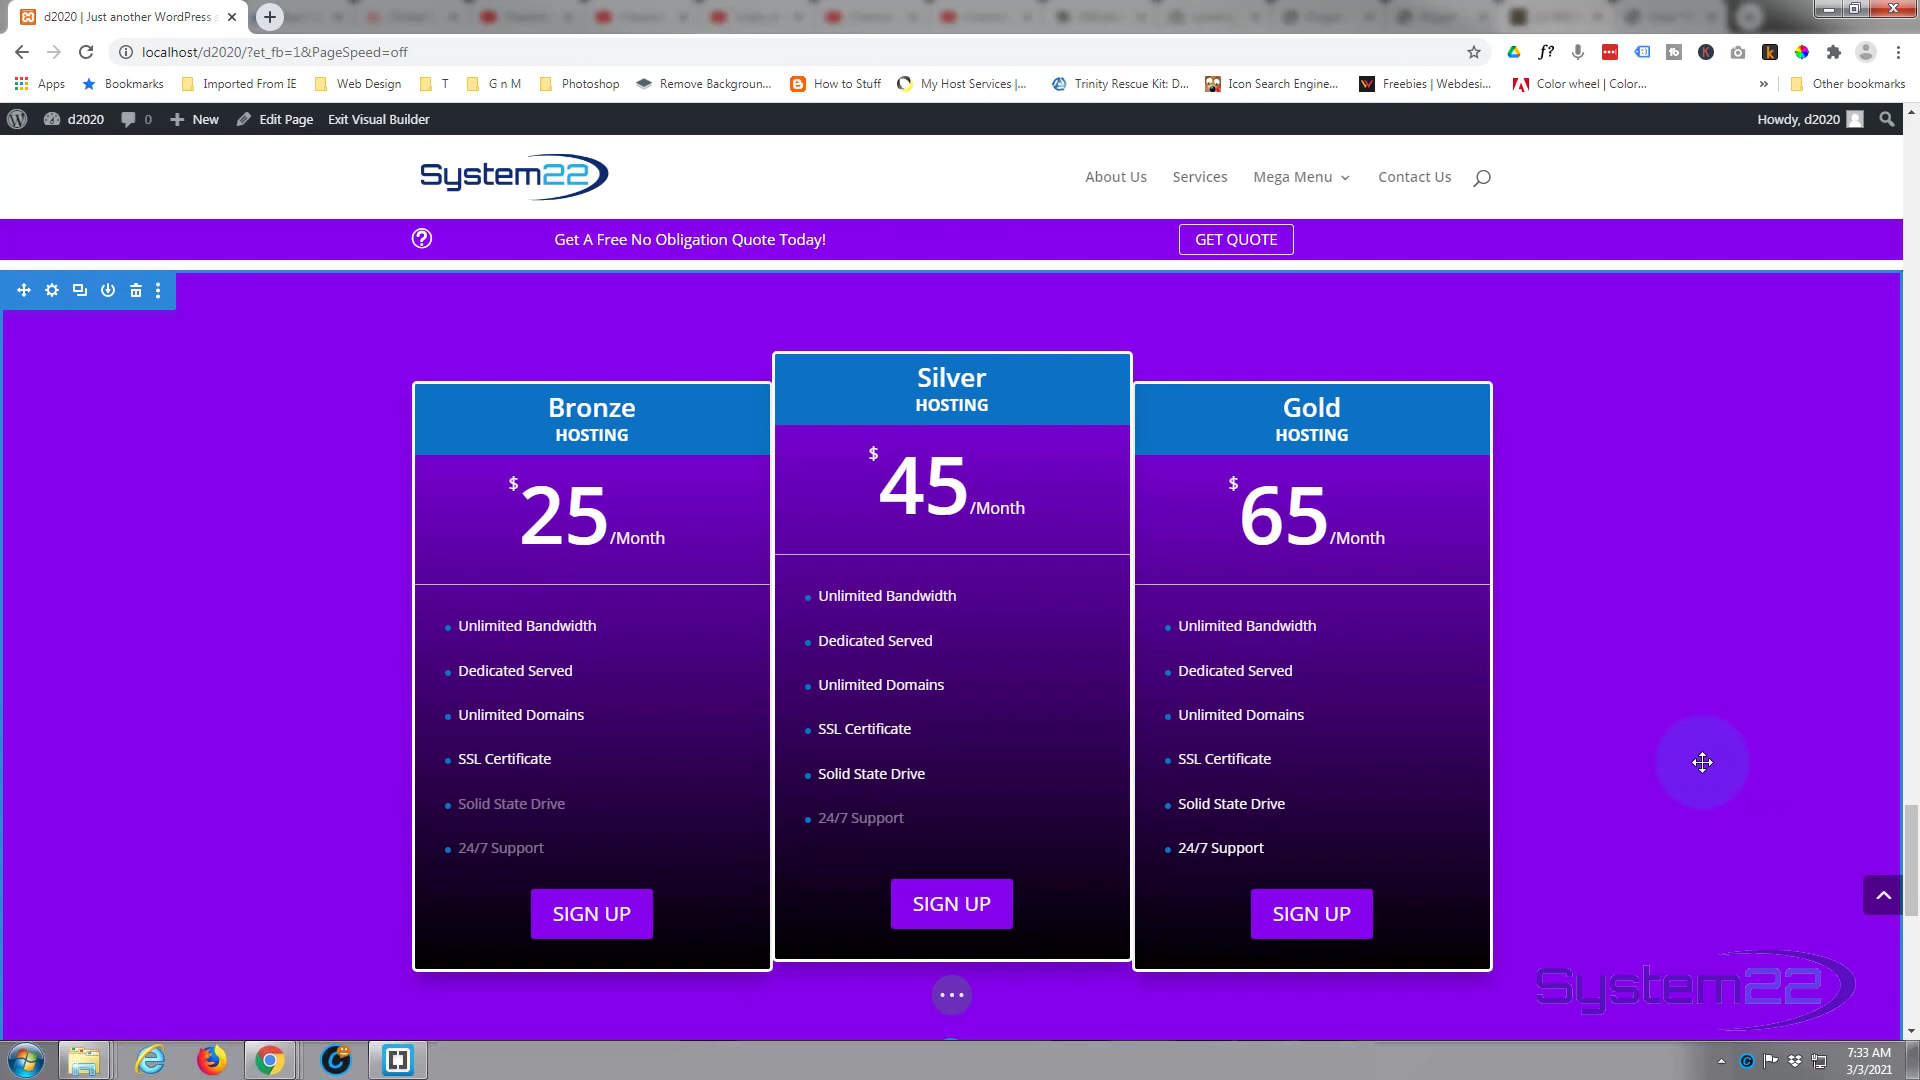 d2020 | Just another WordPress s
localhost/d2020/?et_fb=1&PageSpeed=off
Apps Bookmarks Imported From IE Web Design T G n M Photoshop Remove Backgroun... How to Stuff My Host Services |... Trinity Rescue Kit: D... Icon Search Engine... Freebies | Webdesi... Color wheel | Color... » Other bookmarks
d2020 0 New Edit Page Exit Visual Builder Howdy, d2020
System22 About Us Services Mega Menu Contact Us
Get A Free No Obligation Quote Today! GET QUOTE
Bronze
HOSTING
$25/Month
Unlimited Bandwidth
Dedicated Served
Unlimited Domains
SSL Certificate
Solid State Drive
24/7 Support
SIGN UP
Silver
HOSTING
$45/Month
Unlimited Bandwidth
Dedicated Served
Unlimited Domains
SSL Certificate
Solid State Drive
24/7 Support
SIGN UP
Gold
HOSTING
$65/Month
Unlimited Bandwidth
Dedicated Served
Unlimited Domains
SSL Certificate
Solid State Drive
24/7 Support
SIGN UP
System22
7:33 AM
3/3/2021